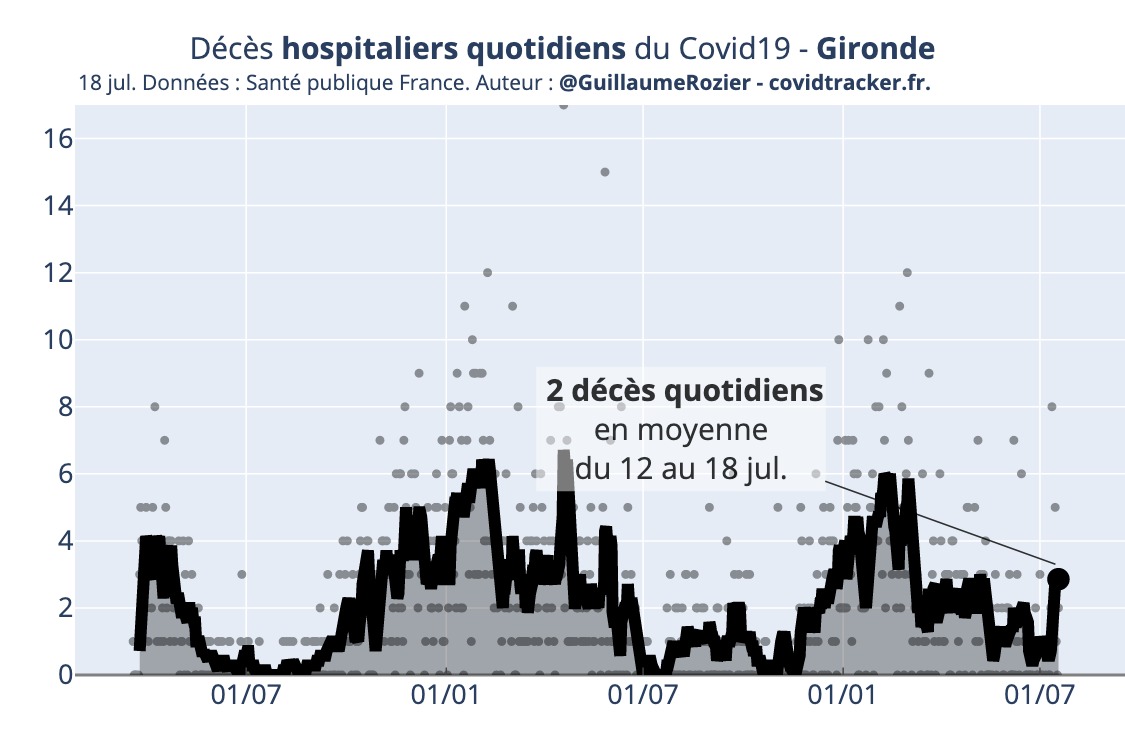 Décès hospitaliers quotidiens du Covid19 - Gironde
18 jul. Données : Santé publique France. Auteur : @GuillaumeRozier - covidtracker.fr.
16
14
12
10
8
6
4
2
0
2 décès quotidiens
en moyenne
du 12 au 18 jul.
01/07 01/01 01/07 01/01 01/07